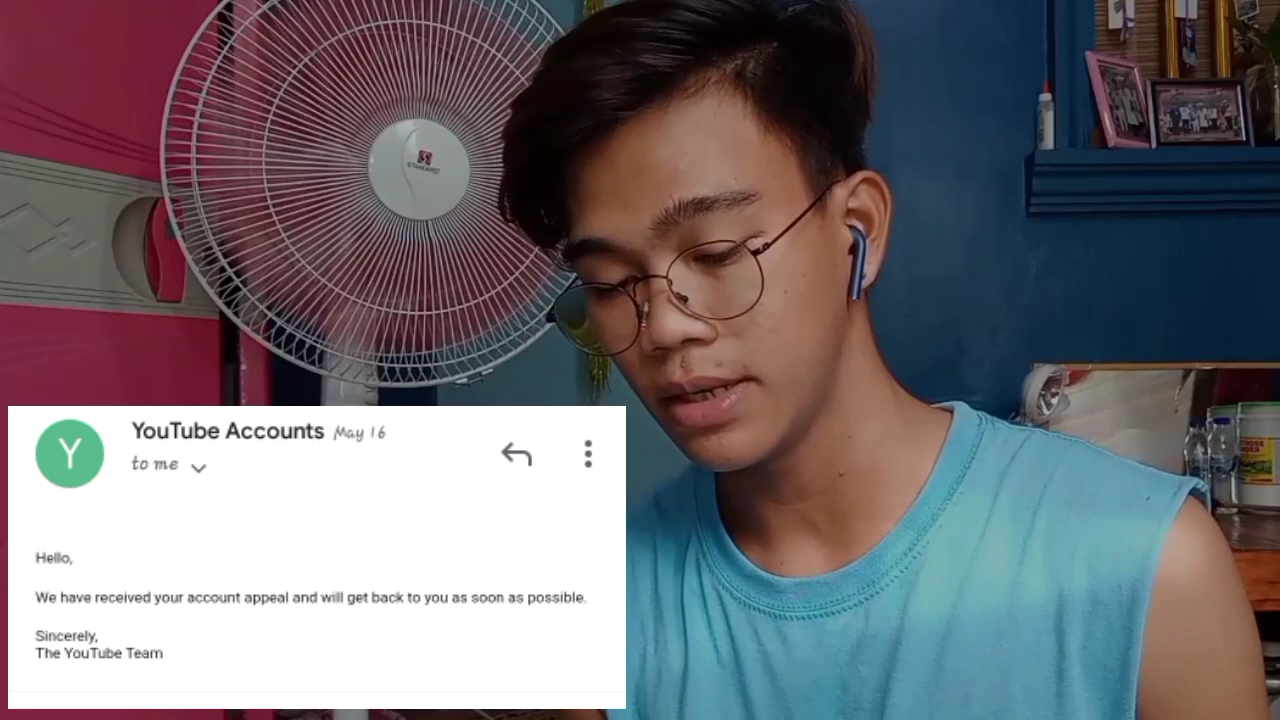 STANDARD
Y
YouTube Accounts May 16
to me
Hello,
We have received your account appeal and will get back to you as soon as possible.
Sincerely,
The YouTube Team